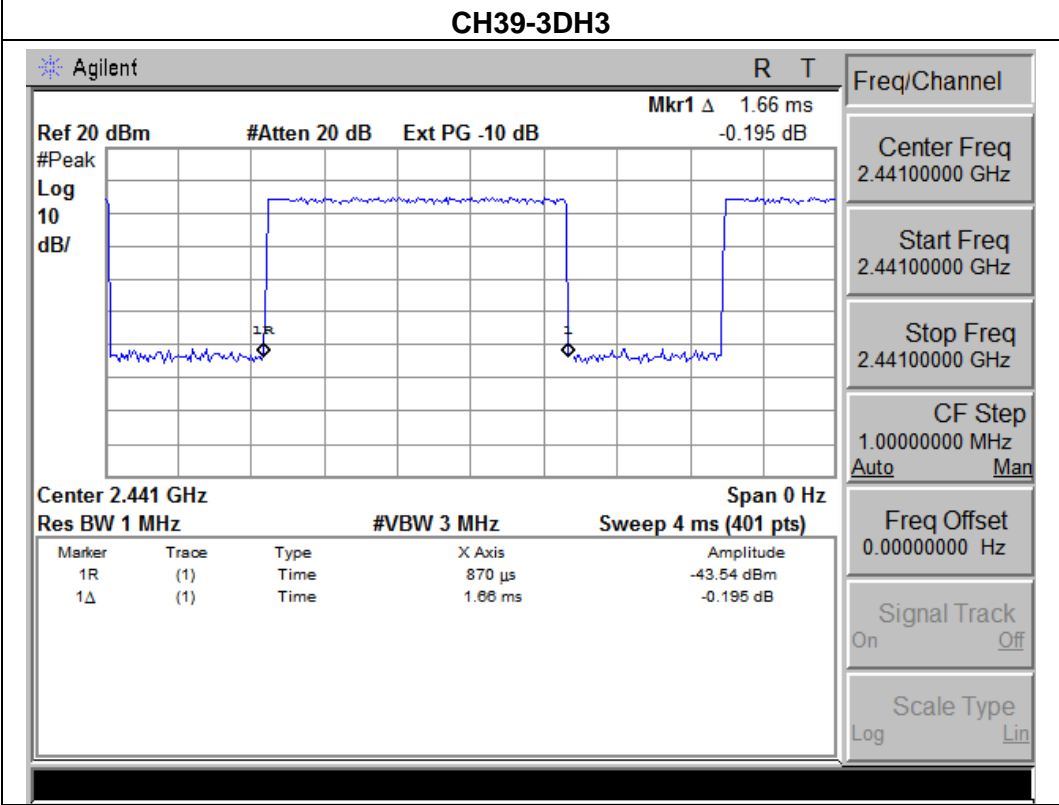 CH39-3DH3
Agilent R T
Mkr1 Δ 1.66 ms
Ref 20 dBm #Atten 20 dB Ext PG -10 dB -0.195 dB
#Peak
Log
10
dB/
1R 1
Center 2.441 GHz Span 0 Hz
Res BW 1 MHz #VBW 3 MHz Sweep 4 ms (401 pts)
Marker Trace Type X Axis Amplitude
1R (1) Time 870 µs -43.54 dBm
1Δ (1) Time 1.66 ms -0.195 dB
Freq/Channel
Center Freq
2.44100000 GHz
Start Freq
2.44100000 GHz
Stop Freq
2.44100000 GHz
CF Step
1.00000000 MHz
Auto Man
Freq Offset
0.00000000 Hz
Signal Track
On Off
Scale Type
Log Lin